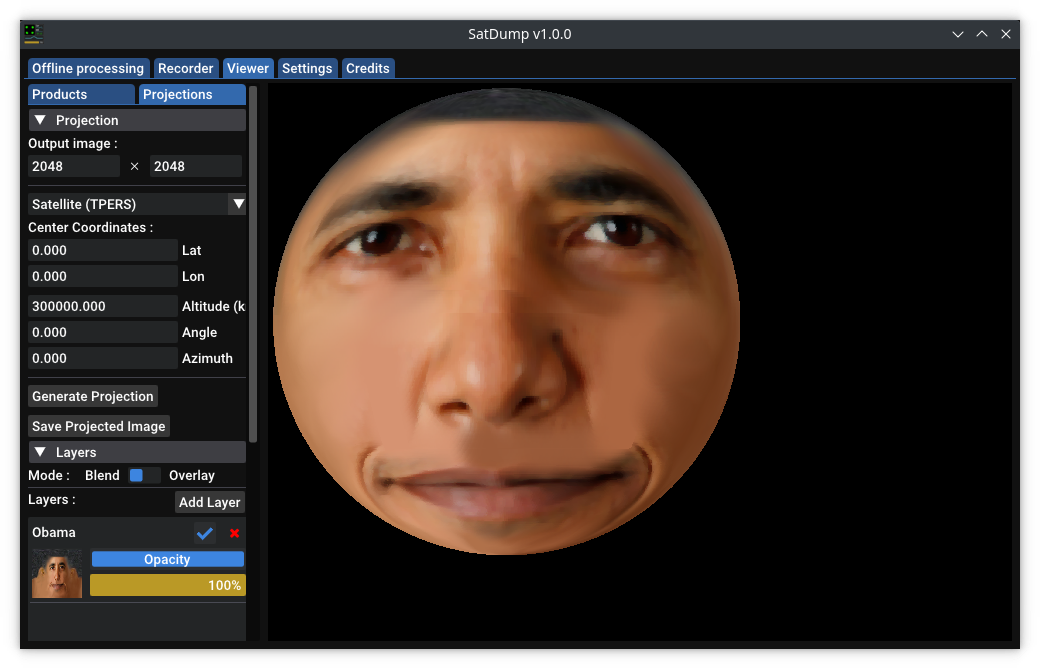 SatDump v1.0.0
Offline processing Recorder Viewer Settings Credits
Products Projections
Projection
Output image :
2048 × 2048
Satellite (TPERS)
Center Coordinates :
0.000 Lat
0.000 Lon
300000.000 Altitude (k
0.000 Angle
0.000 Azimuth
Generate Projection
Save Projected Image
Layers
Mode : Blend Overlay
Layers : Add Layer
Obama
Opacity
100%